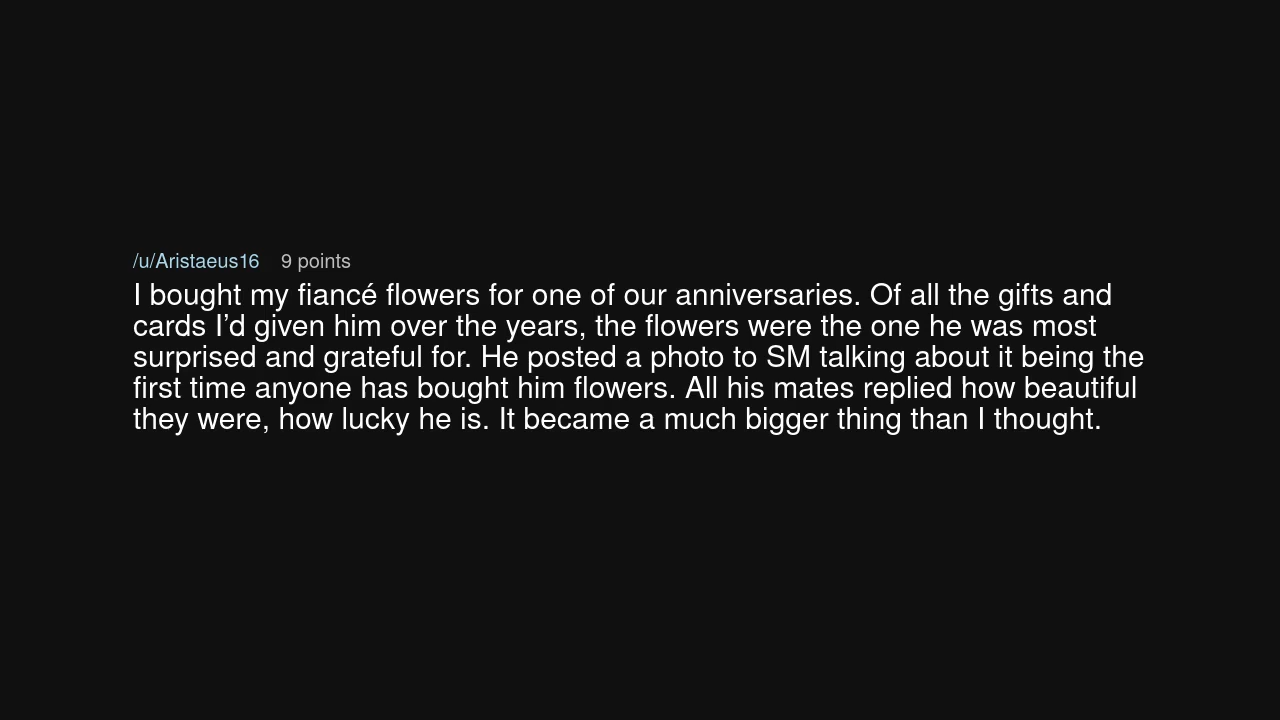 /u/Aristaeus16 9 points
I bought my fiancé flowers for one of our anniversaries. Of all the gifts and
cards I’d given him over the years, the flowers were the one he was most
surprised and grateful for. He posted a photo to SM talking about it being the
first time anyone has bought him flowers. All his mates replied how beautiful
they were, how lucky he is. It became a much bigger thing than I thought.